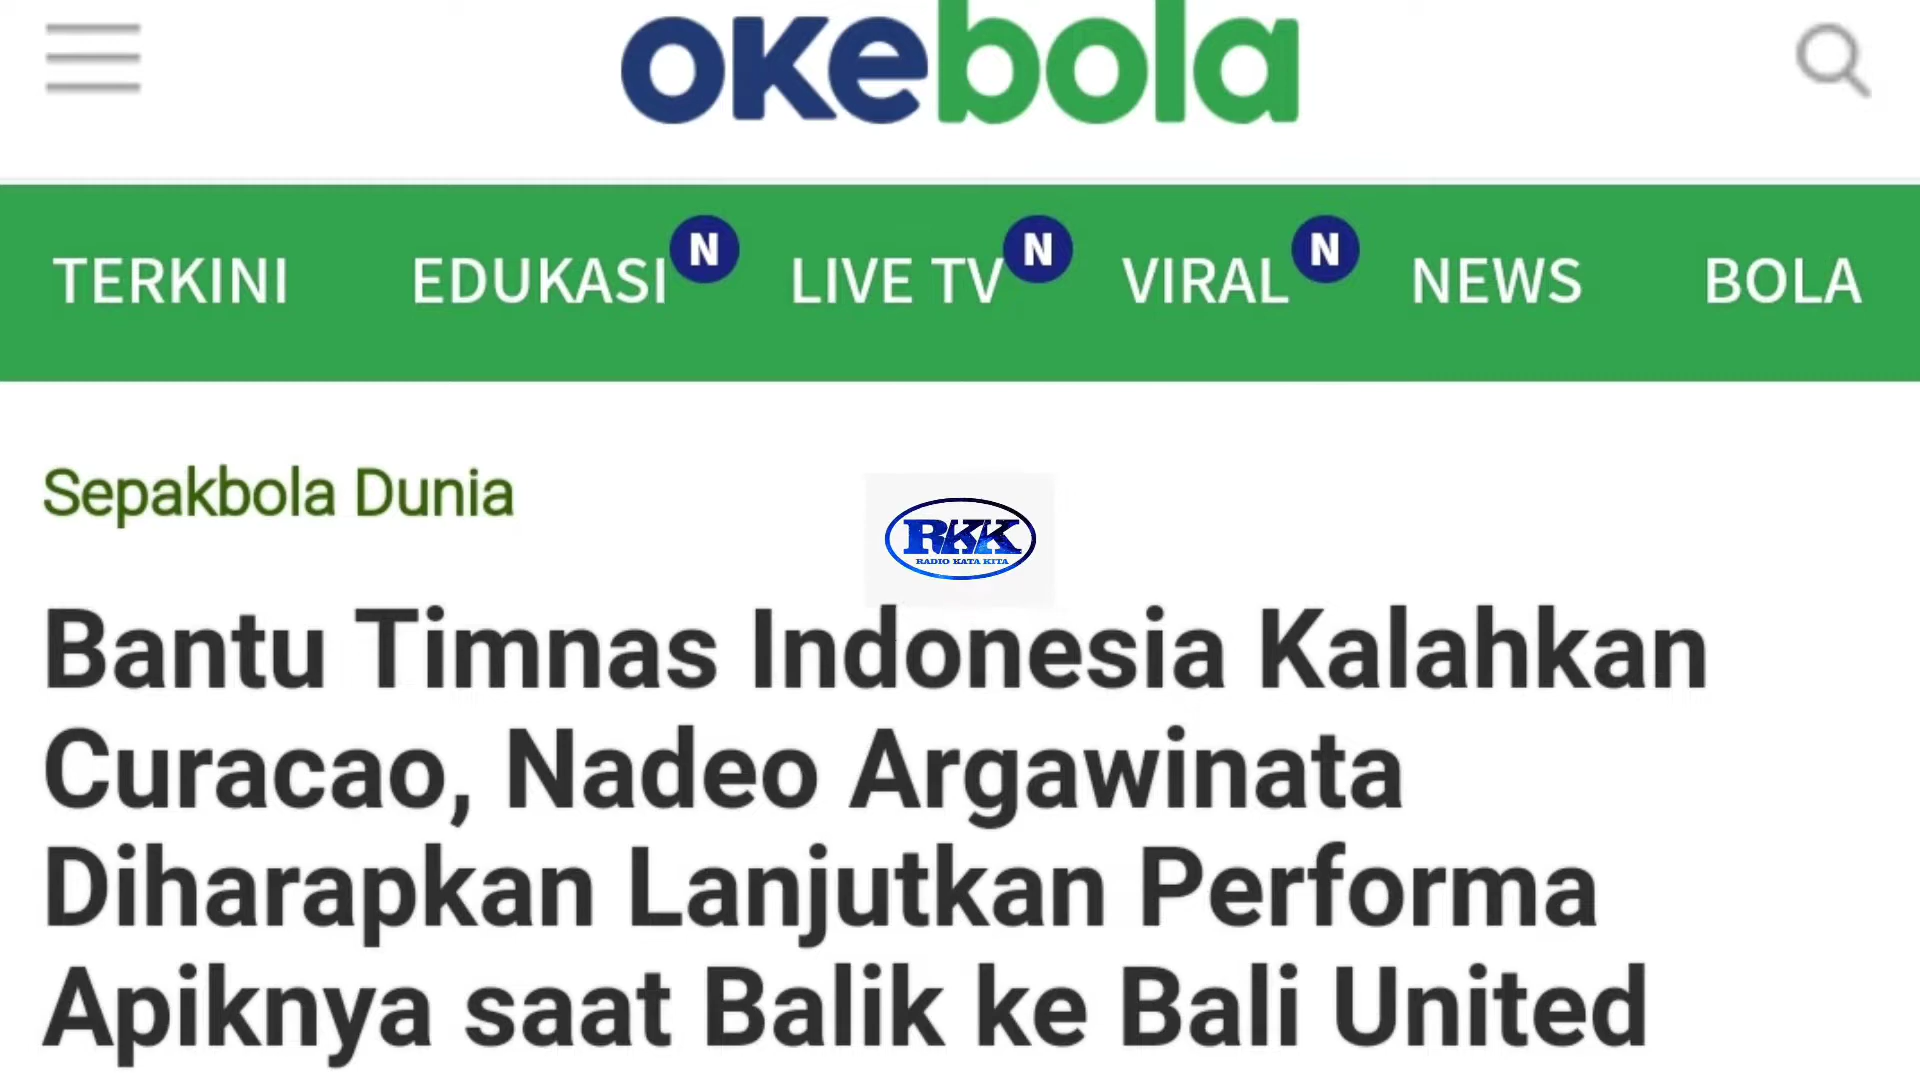 okebola
TERKINI EDUKASI N LIVE TV N VIRAL N NEWS BOLA
Sepakbola Dunia
RKK
RADIO KATA KITA
Bantu Timnas Indonesia Kalahkan
Curacao, Nadeo Argawinata
Diharapkan Lanjutkan Performa
Apiknya saat Balik ke Bali United